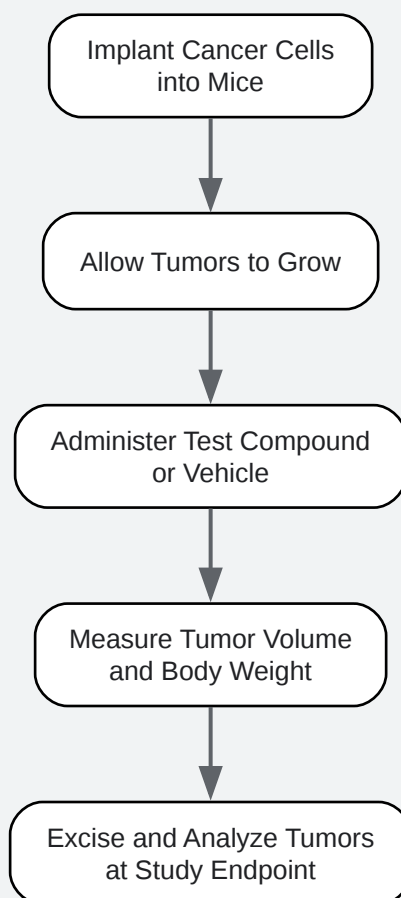 Implant Cancer Cells
into Mice
Allow Tumors to Grow
Administer Test Compound
or Vehicle
Measure Tumor Volume
and Body Weight
Excise and Analyze Tumors
at Study Endpoint